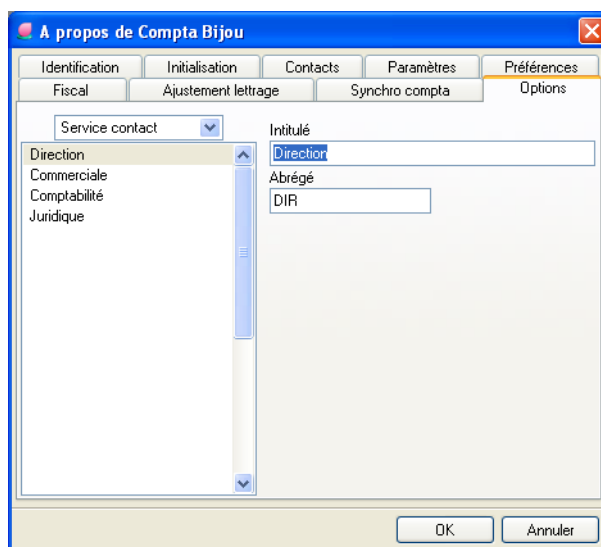 A propos de Compta Bijou
Identification Initialisation Contacts Paramètres Préférences
Fiscal Ajustement lettrage Synchro compta Options
Service contact
Direction
Commerciale
Comptabilité
Juridique
Intitulé
Direction
Abrégé
DIR
OK Annuler